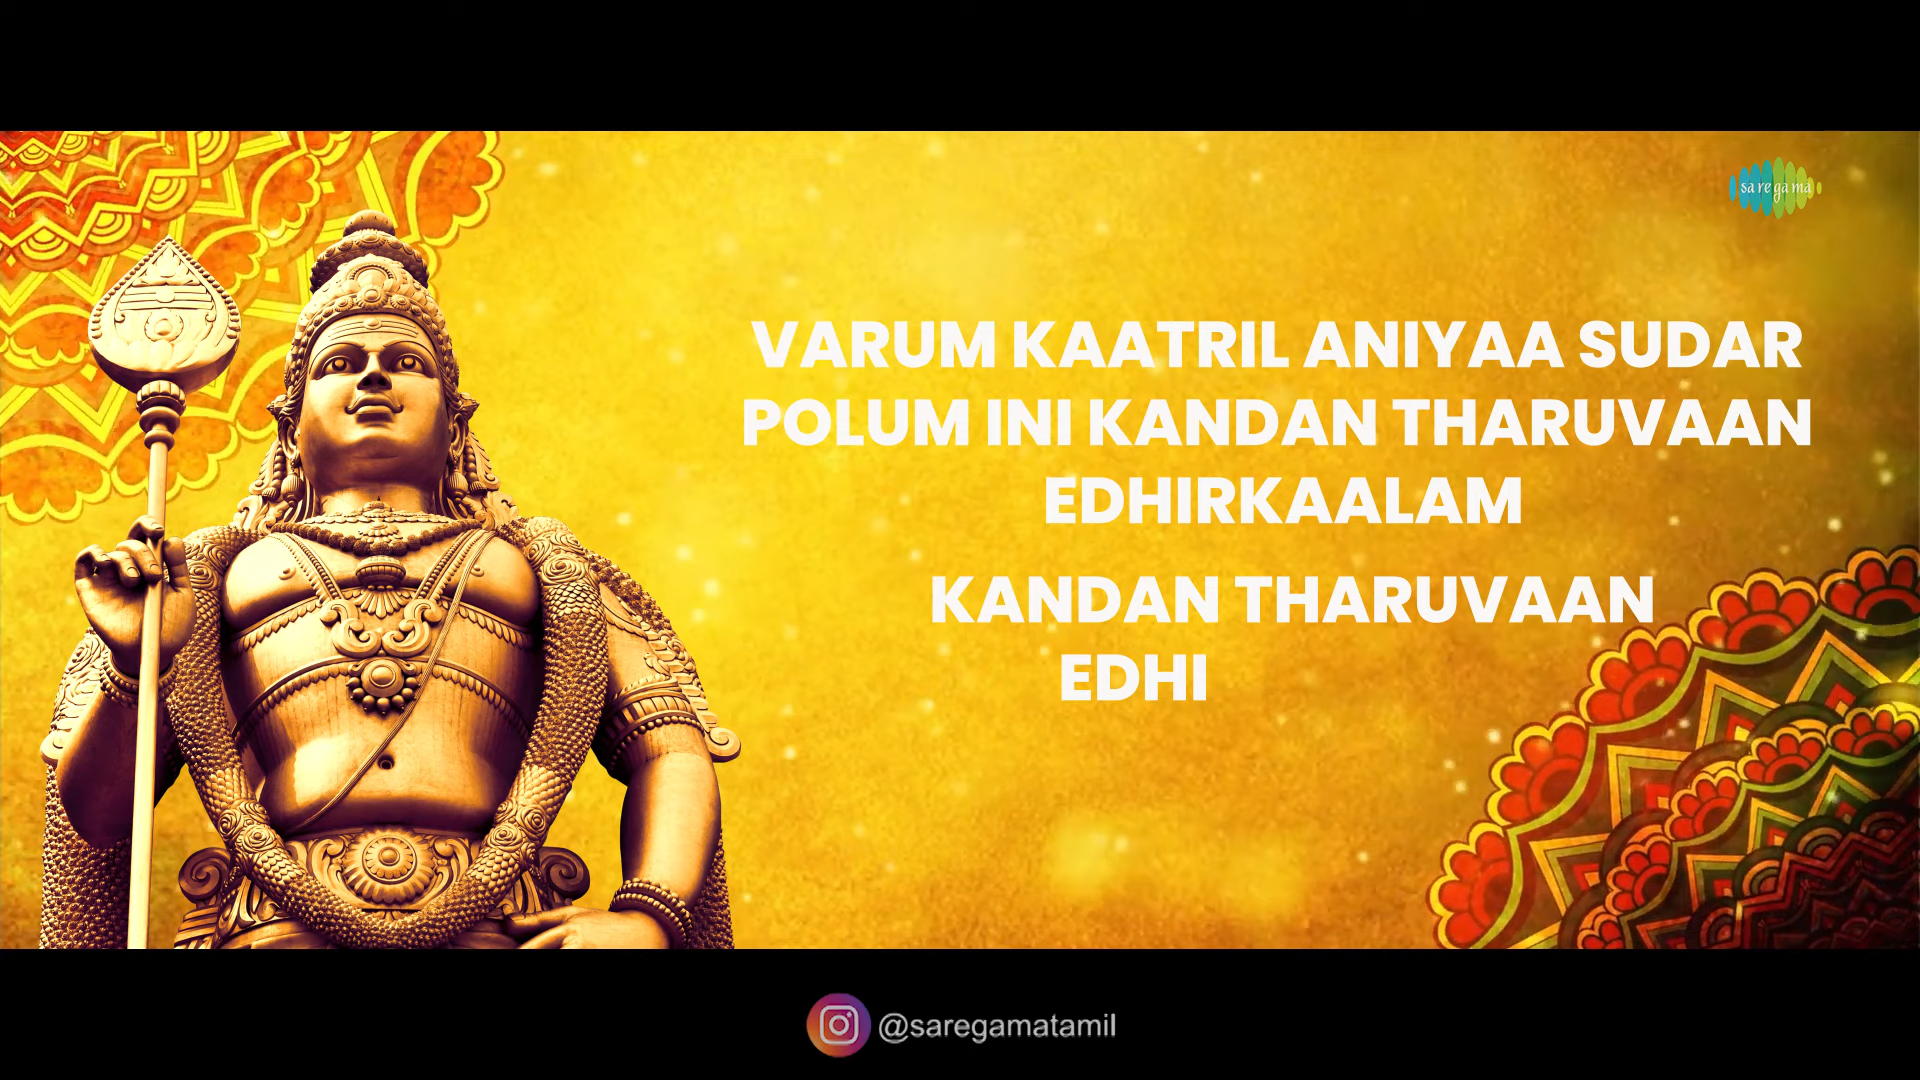 sa re ga ma
VARUM KAATRIL ANIYAA SUDAR
POLUM INI KANDAN THARUVAAN
EDHIRKAALAM
KANDAN THARUVAAN
EDHI
@saregamatamil